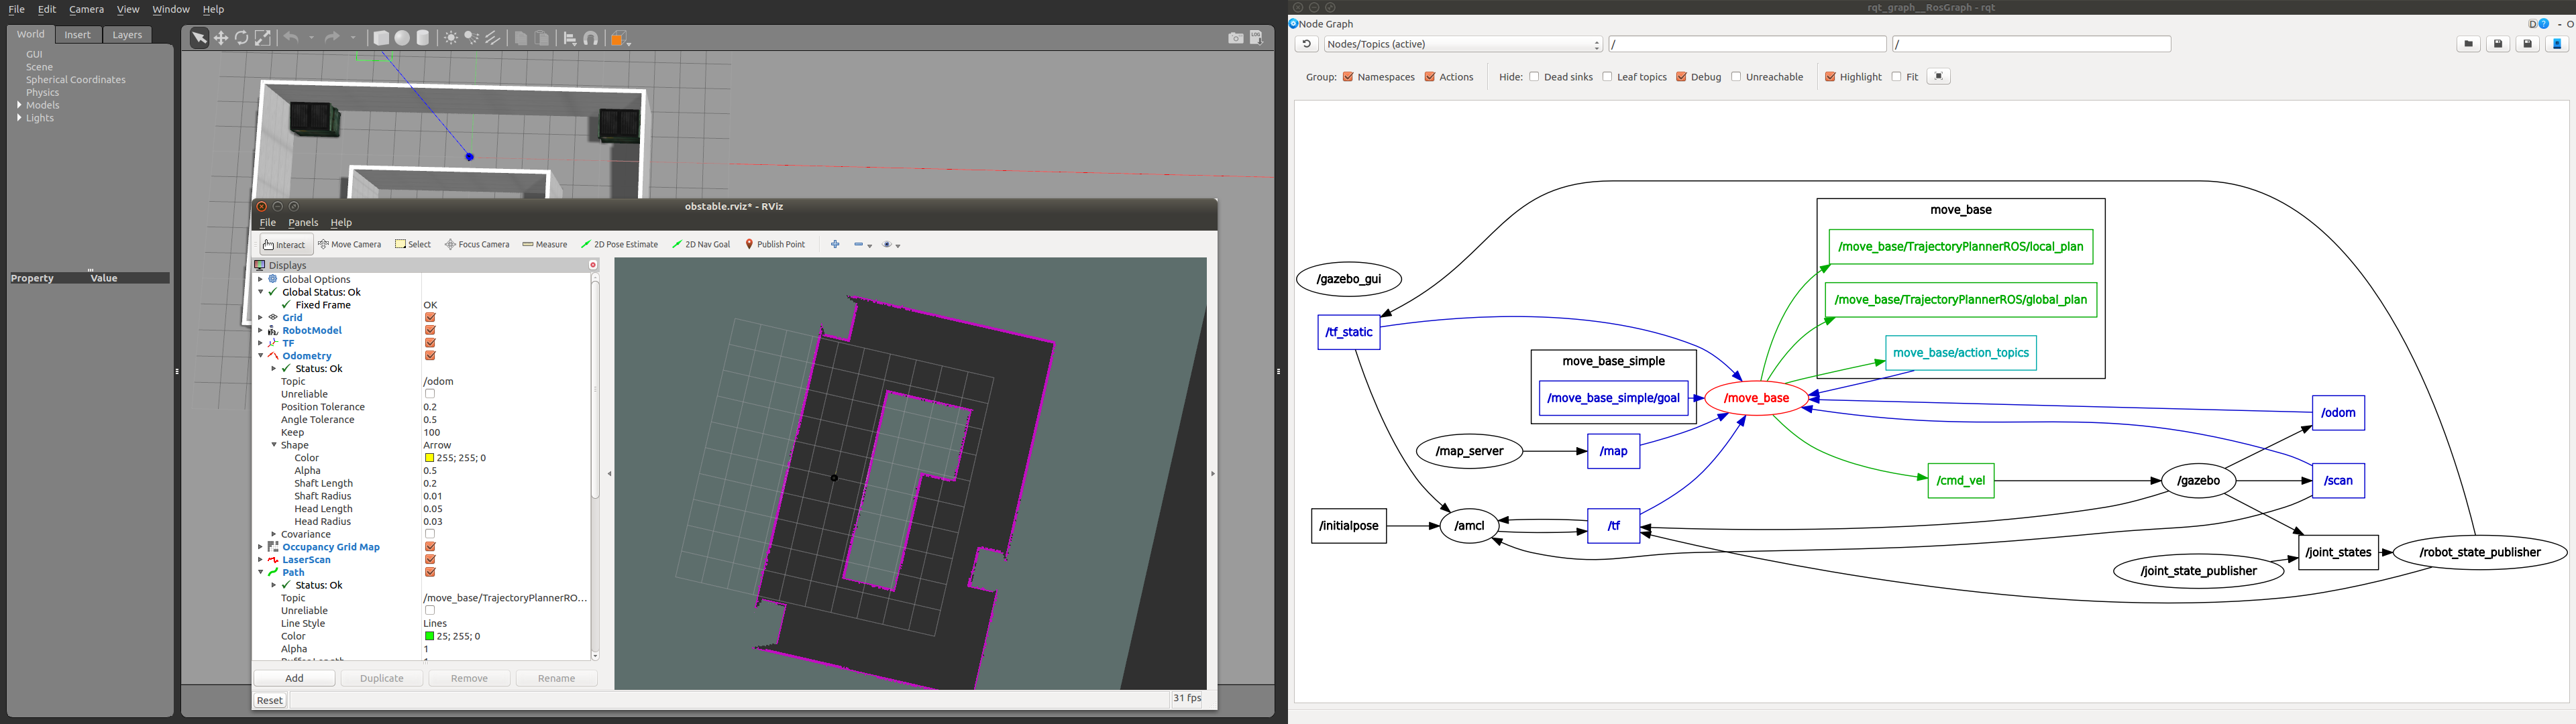 File Edit Camera View Window Help
World Insert Layers
GUI
Scene
Spherical Coordinates
Physics
Models
Lights
Property Value
obstable.rviz* - RViz
File Panels Help
Interact Move Camera Select Focus Camera Measure 2D Pose Estimate 2D Nav Goal Publish Point
Displays
Global Options
Global Status: Ok
Fixed Frame OK
Grid
RobotModel
TF
Odometry
Status: Ok
Topic /odom
Unreliable
Position Tolerance 0.2
Angle Tolerance 0.5
Keep 100
Shape Arrow
Color 255; 255; 0
Alpha 0.5
Shaft Length 0.2
Shaft Radius 0.01
Head Length 0.05
Head Radius 0.03
Covariance
Occupancy Grid Map
LaserScan
Path
Status: Ok
Topic /move_base/TrajectoryPlannerRO...
Unreliable
Line Style Lines
Color 25; 255; 0
Alpha 1
Add Duplicate Remove Rename
Reset
31 fps
rqt_graph__RosGraph - rqt
Node Graph
D ? - O
Nodes/Topics (active) / /
Group: Namespaces Actions Hide: Dead sinks Leaf topics Debug Unreachable Highlight Fit
move_base
/move_base/TrajectoryPlannerROS/local_plan
/gazebo_gui
/move_base/TrajectoryPlannerROS/global_plan
/tf_static
move_base/action_topics
move_base_simple
/move_base_simple/goal
/move_base
/odom
/map_server
/map
/cmd_vel
/gazebo
/scan
/initialpose
/amcl
/tf
/joint_states
/robot_state_publisher
/joint_state_publisher